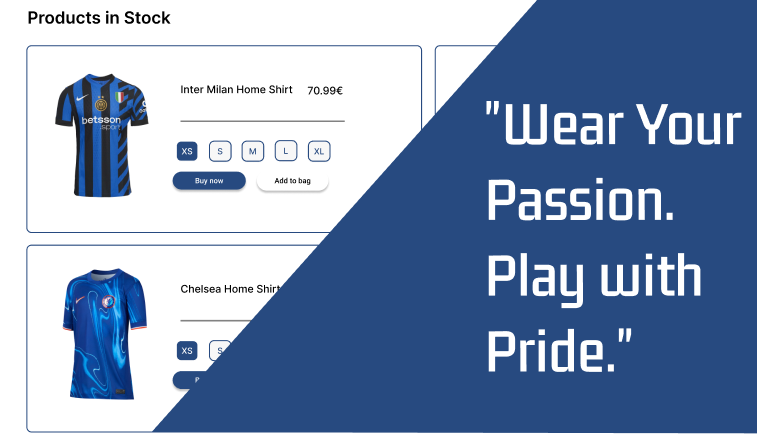 Products in Stock
Inter Milan Home Shirt 70.99€
betsson
.sport
XS S M L XL
Buy now Add to bag
Chelsea Home Shirt
XS S
"Wear Your
Passion.
Play with
Pride."